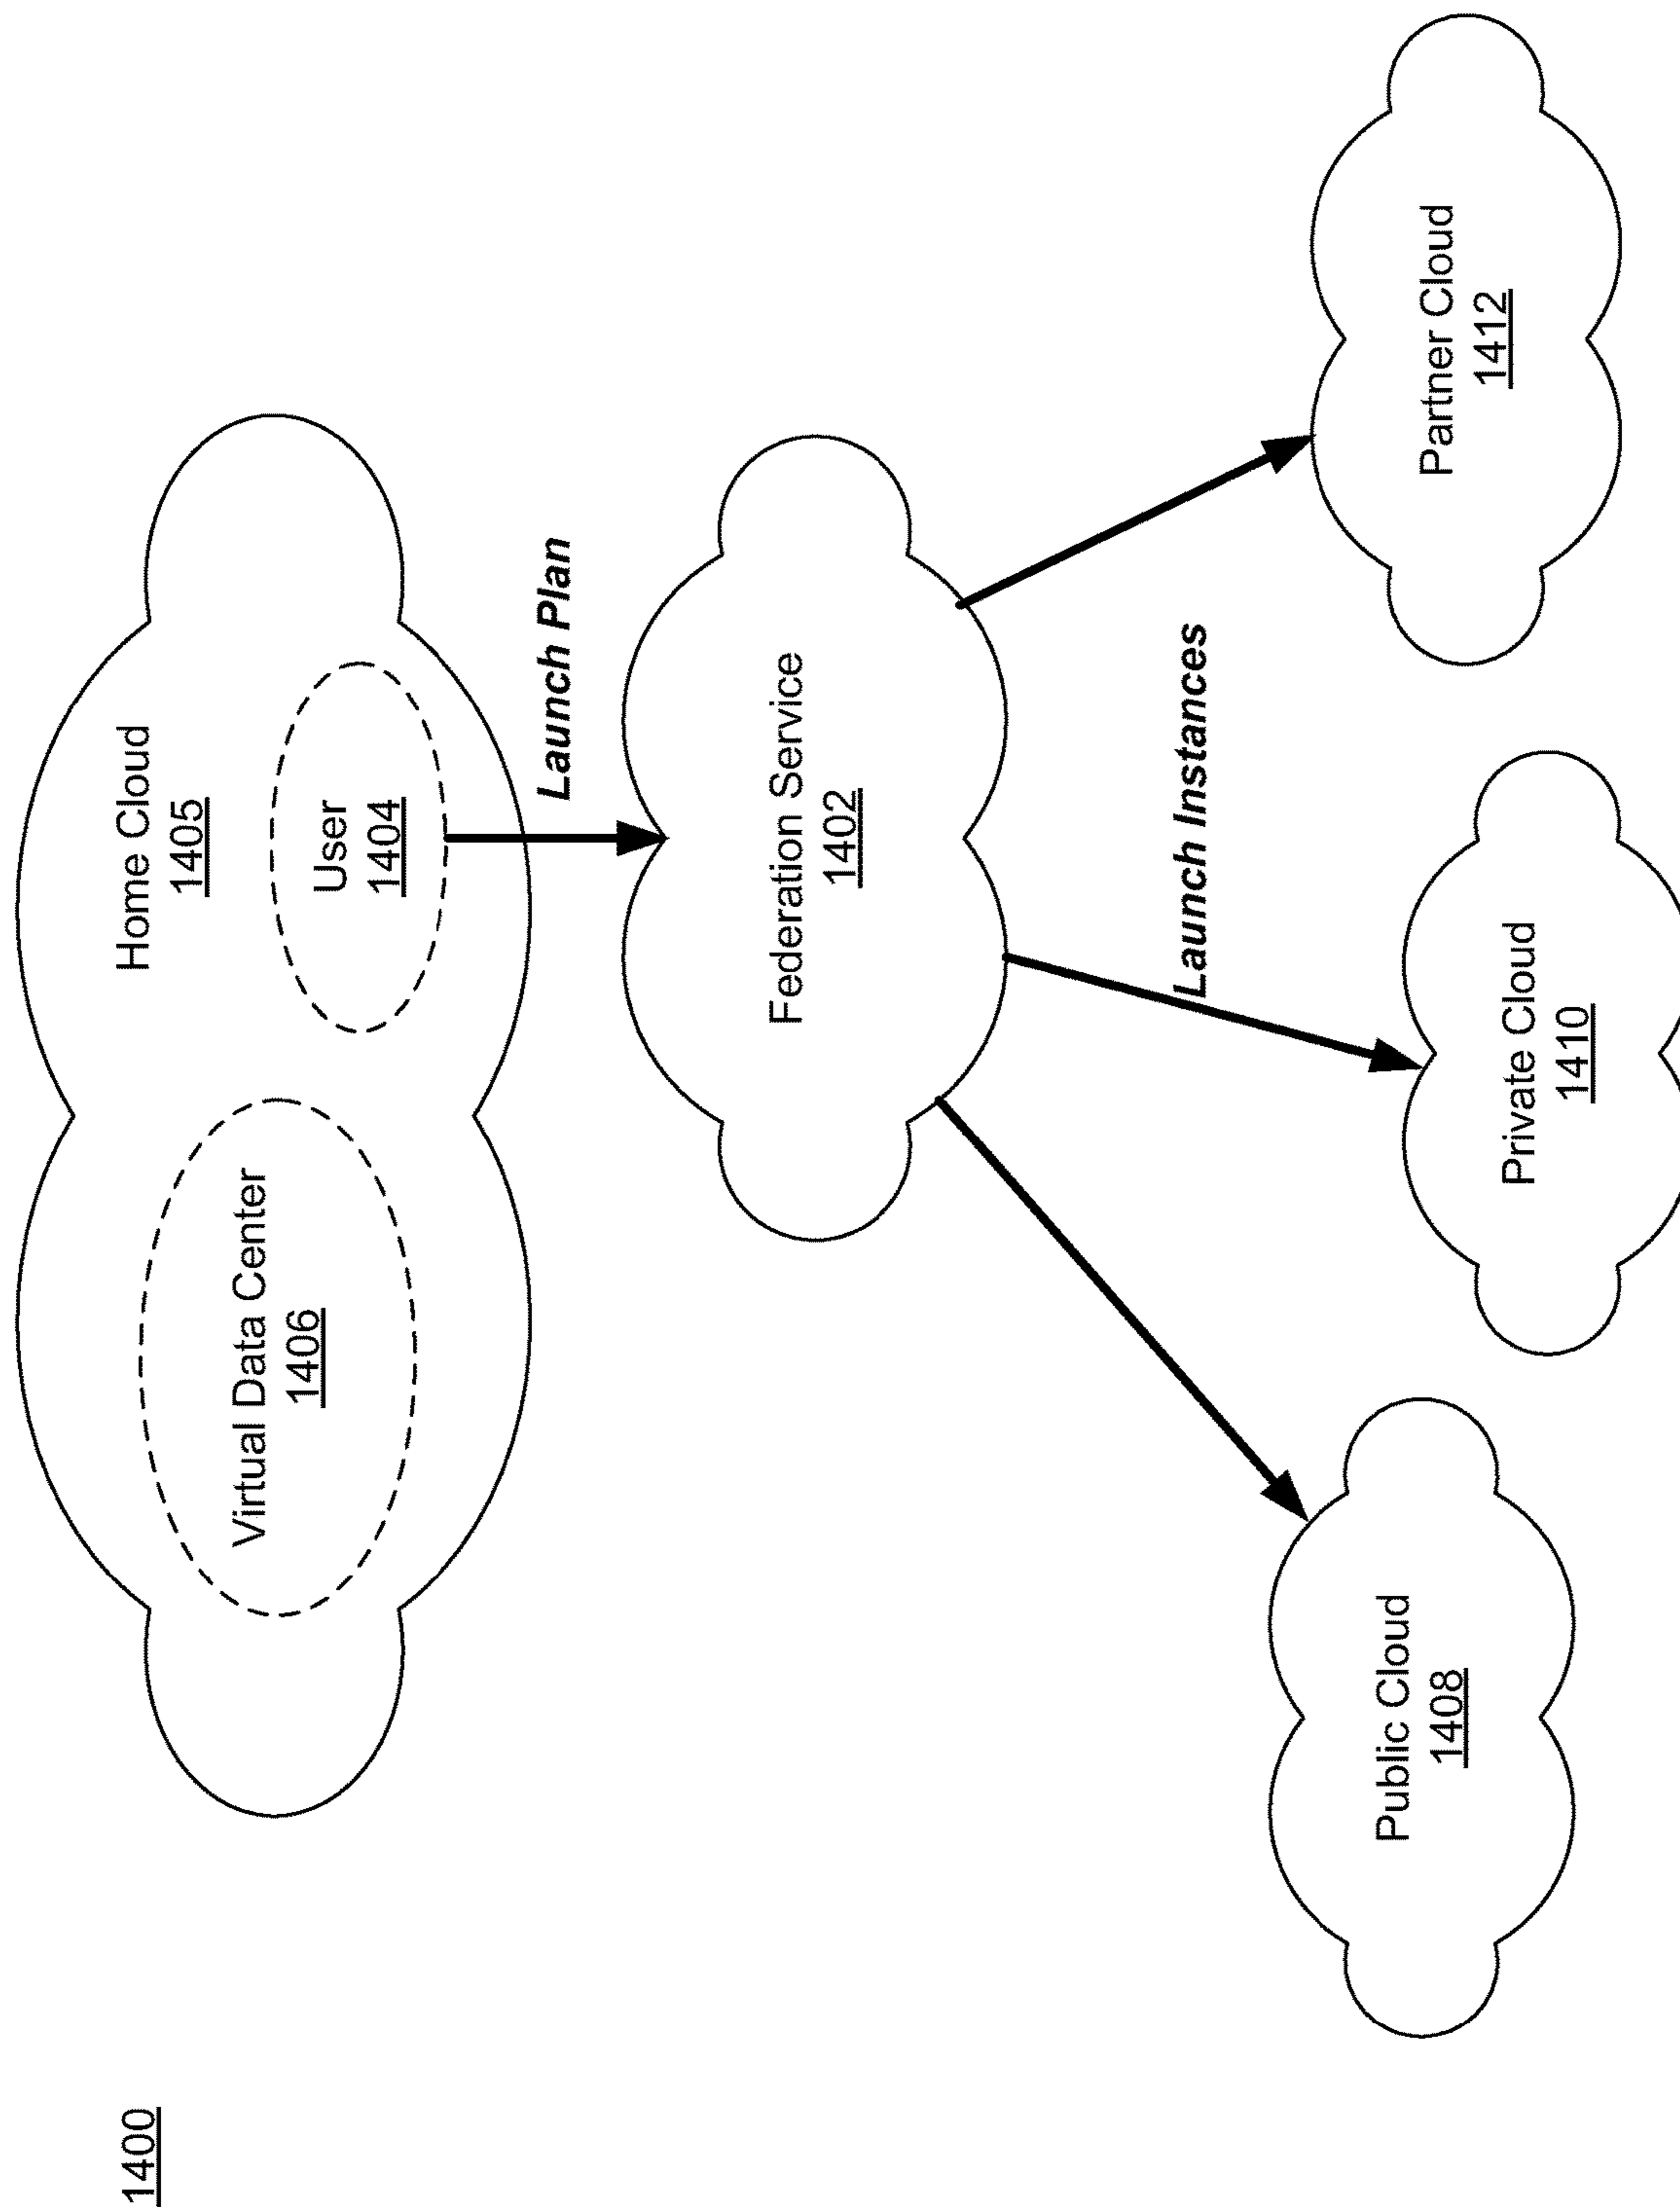 1400
Virtual Data Center
1406
Home Cloud
1405
User
1404
Launch Plan
Federation Service
1402
Launch Instances
Public Cloud
1408
Private Cloud
1410
Partner Cloud
1412